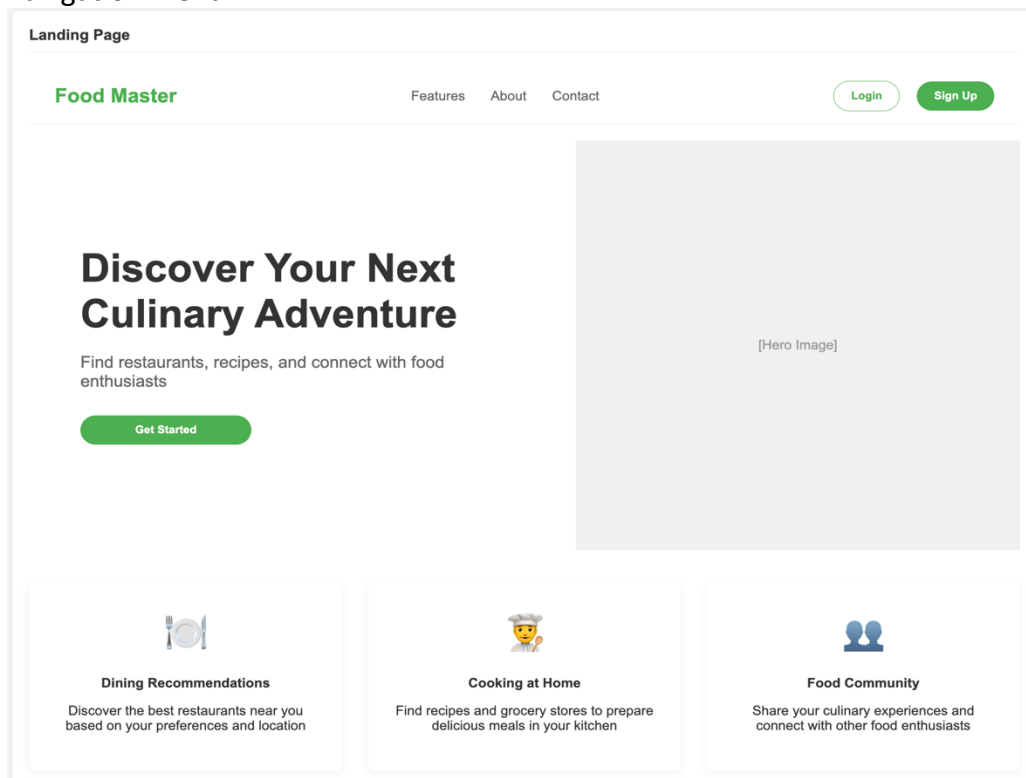 Landing Page
Food Master
Features About Contact
Login
Sign Up
Discover Your Next
Culinary Adventure
Find restaurants, recipes, and connect with food
enthusiasts
Get Started
[Hero Image]
Dining Recommendations
Discover the best restaurants near you
based on your preferences and location
Cooking at Home
Find recipes and grocery stores to prepare
delicious meals in your kitchen
Food Community
Share your culinary experiences and
connect with other food enthusiasts